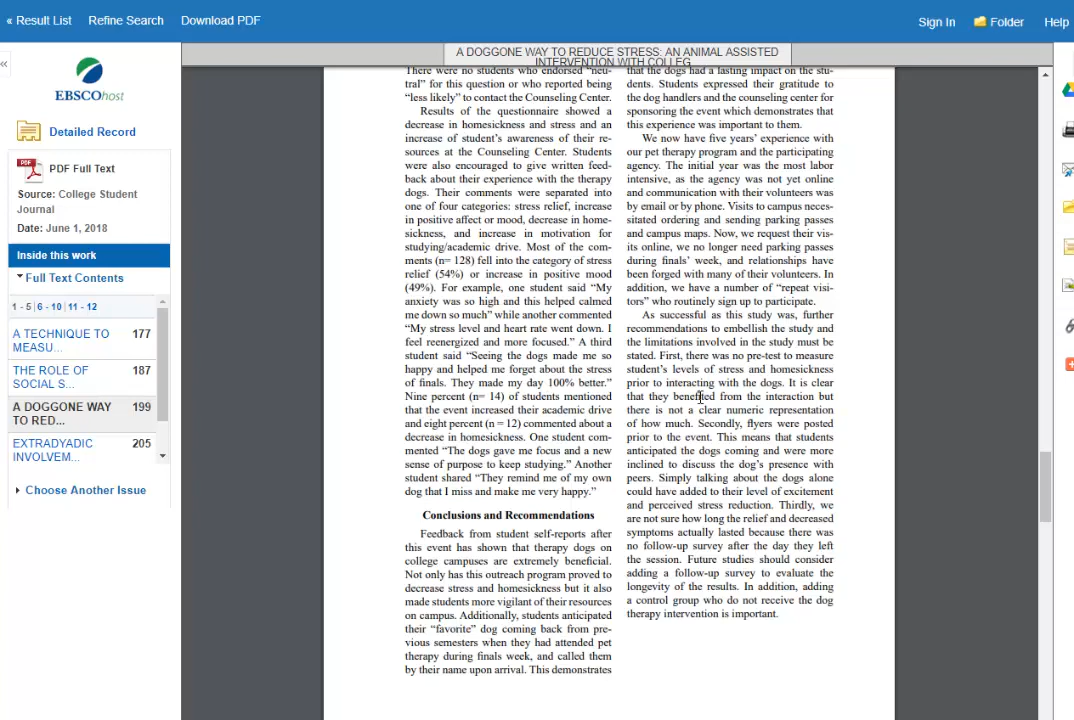 « Result List
Refine Search
Download PDF
Sign In
Folder
Help
«
EBSCOhost
Detailed Record
PDF
PDF Full Text
Source: College Student
Journal
Date: June 1, 2018
Inside this work
Full Text Contents
1 - 5 | 6 - 10 | 11 - 12
A TECHNIQUE TO 177
MEASU...
THE ROLE OF 187
SOCIAL S...
A DOGGONE WAY 199
TO RED...
EXTRADYADIC 205
INVOLVEM...
Choose Another Issue
A DOGGONE WAY TO REDUCE STRESS: AN ANIMAL ASSISTED
INTERVENTION WITH COLLEG
There were no students who endorsed “neu-
tral” for this question or who reported being
“less likely” to contact the Counseling Center.
Results of the questionnaire showed a
decrease in homesickness and stress and an
increase of student’s awareness of their re-
sources at the Counseling Center. Students
were also encouraged to give written feed-
back about their experience with the therapy
dogs. Their comments were separated into
one of four categories: stress relief, increase
in positive affect or mood, decrease in home-
sickness, and increase in motivation for
studying/academic drive. Most of the com-
ments (n= 128) fell into the category of stress
relief (54%) or increase in positive mood
(49%). For example, one student said “My
anxiety was so high and this helped calmed
me down so much” while another commented
“My stress level and heart rate went down. I
feel reenergized and more focused.” A third
student said “Seeing the dogs made me so
happy and helped me forget about the stress
of finals. They made my day 100% better.”
Nine percent (n= 14) of students mentioned
that the event increased their academic drive
and eight percent (n = 12) commented about a
decrease in homesickness. One student com-
mented “The dogs gave me focus and a new
sense of purpose to keep studying.” Another
student shared “They remind me of my own
dog that I miss and make me very happy.”
Conclusions and Recommendations
Feedback from student self-reports after
this event has shown that therapy dogs on
college campuses are extremely beneficial.
Not only has this outreach program proved to
decrease stress and homesickness but it also
made students more vigilant of their resources
on campus. Additionally, students anticipated
their “favorite” dog coming back from pre-
vious semesters when they had attended pet
therapy during finals week, and called them
by their name upon arrival. This demonstrates
that the dogs had a lasting impact on the stu-
dents. Students expressed their gratitude to
the dog handlers and the counseling center for
sponsoring the event which demonstrates that
this experience was important to them.
We now have five years’ experience with
our pet therapy program and the participating
agency. The initial year was the most labor
intensive, as the agency was not yet online
and communication with their volunteers was
by email or by phone. Visits to campus neces-
sitated ordering and sending parking passes
and campus maps. Now, we request their vis-
its online, we no longer need parking passes
during finals’ week, and relationships have
been forged with many of their volunteers. In
addition, we have a number of “repeat visi-
tors” who routinely sign up to participate.
As successful as this study was, further
recommendations to embellish the study and
the limitations involved in the study must be
stated. First, there was no pre-test to measure
student’s levels of stress and homesickness
prior to interacting with the dogs. It is clear
that they benefited from the interaction but
there is not a clear numeric representation
of how much. Secondly, flyers were posted
prior to the event. This means that students
anticipated the dogs coming and were more
inclined to discuss the dog’s presence with
peers. Simply talking about the dogs alone
could have added to their level of excitement
and perceived stress reduction. Thirdly, we
are not sure how long the relief and decreased
symptoms actually lasted because there was
no follow-up survey after the day they left
the session. Future studies should consider
adding a follow-up survey to evaluate the
longevity of the results. In addition, adding
a control group who do not receive the dog
therapy intervention is important.